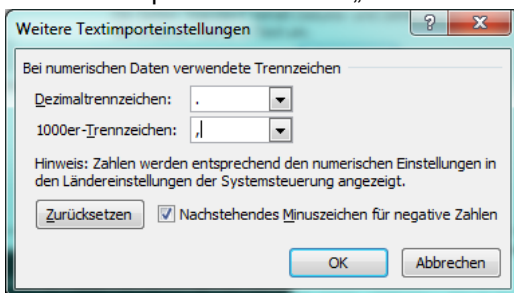 Weitere Textimporteinstellungen
Bei numerischen Daten verwendete Trennzeichen
Dezimaltrennzeichen: .
1000er-Trennzeichen: ,
Hinweis: Zahlen werden entsprechend den numerischen Einstellungen in
den Ländereinstellungen der Systemsteuerung angezeigt.
Zurücksetzen Nachstehendes Minuszeichen für negative Zahlen
OK Abbrechen